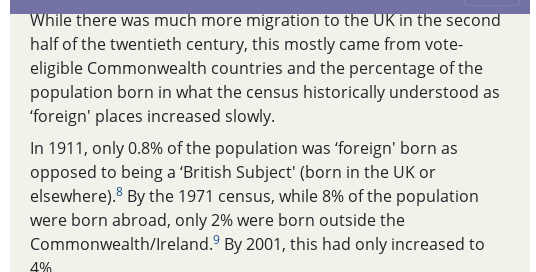 While there was much more migration to the UK in the second
half of the twentieth century, this mostly came from vote-
eligible Commonwealth countries and the percentage of the
population born in what the census historically understood as
‘foreign' places increased slowly.
In 1911, only 0.8% of the population was ‘foreign' born as
opposed to being a ‘British Subject' (born in the UK or
elsewhere).8 By the 1971 census, while 8% of the population
were born abroad, only 2% were born outside the
Commonwealth/Ireland.9 By 2001, this had only increased to
4%